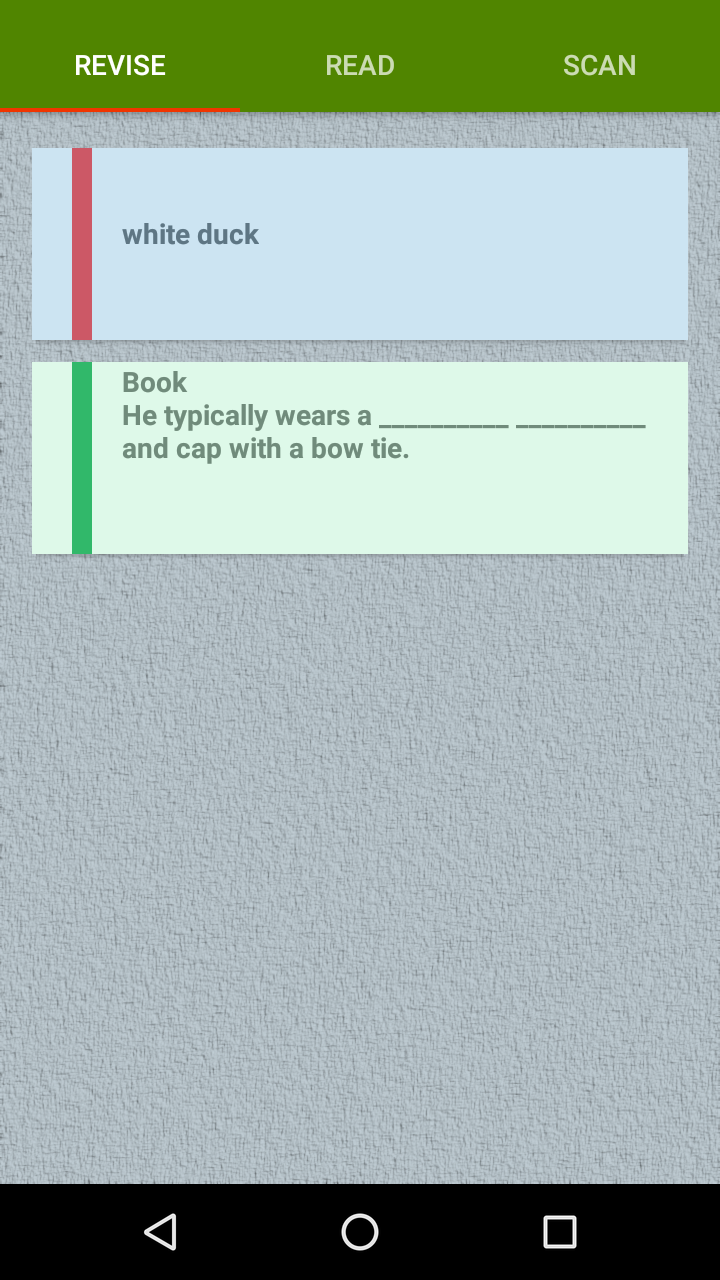 REVISE READ SCAN
white duck
Book
He typically wears a __________ __________
and cap with a bow tie.